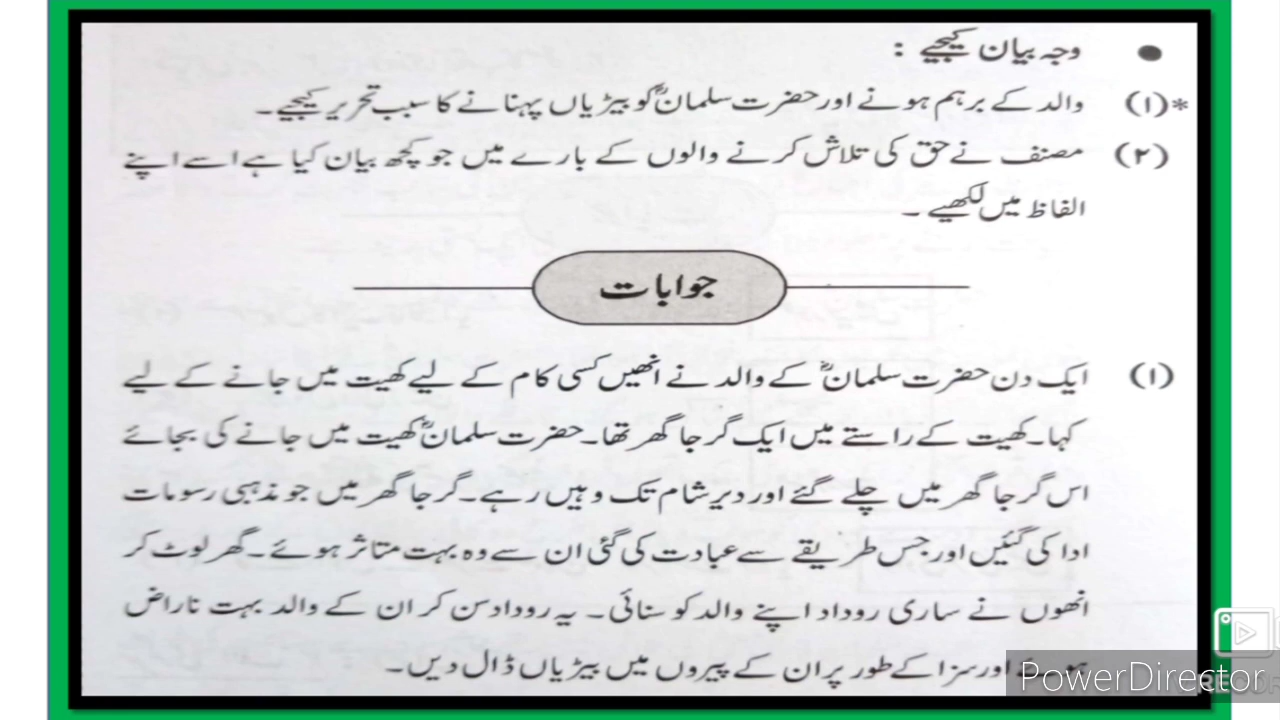 ● وجہ بیان کیجیے :
*(۱) والد کے برہم ہونے اور حضرت سلمانؓ کو بیڑیاں پہنانے کا سبب تحریر کیجیے۔
(۲) مصنف نے حق کی تلاش کرنے والوں کے بارے میں جو کچھ بیان کیا ہے اسے اپنے
الفاظ میں لکھیے ۔
جوابات
(۱) ایک دن حضرت سلمانؓ کے والد نے انھیں کسی کام کے لیے کھیت میں جانے کے لیے
کہا۔ کھیت کے راستے میں ایک گرجا گھر تھا۔ حضرت سلمانؓ کھیت میں جانے کی بجائے
اس گرجا گھر میں چلے گئے اور دیر شام تک وہیں رہے۔ گرجا گھر میں جو مذہبی رسومات
ادا کی گئیں اور جس طریقے سے عبادت کی گئی ان سے وہ بہت متاثر ہوئے۔ گھر لوٹ کر
انھوں نے ساری روداد اپنے والد کو سنائی۔ یہ روداد سن کر ان کے والد بہت ناراض
اور سزا کے طور پر ان کے پیروں میں بیڑیاں ڈال دیں۔
PowerDirector